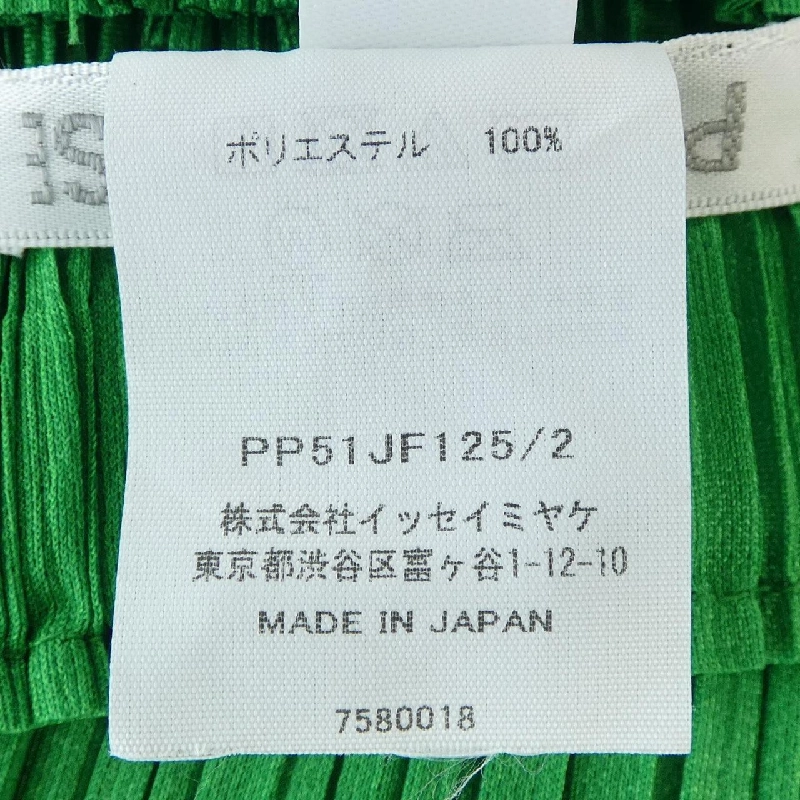 ポリエステル 100%
PP51JF125/2
株式会社イッセイミヤケ
東京都渋谷区富ヶ谷1-12-10
MADE IN JAPAN
7580018